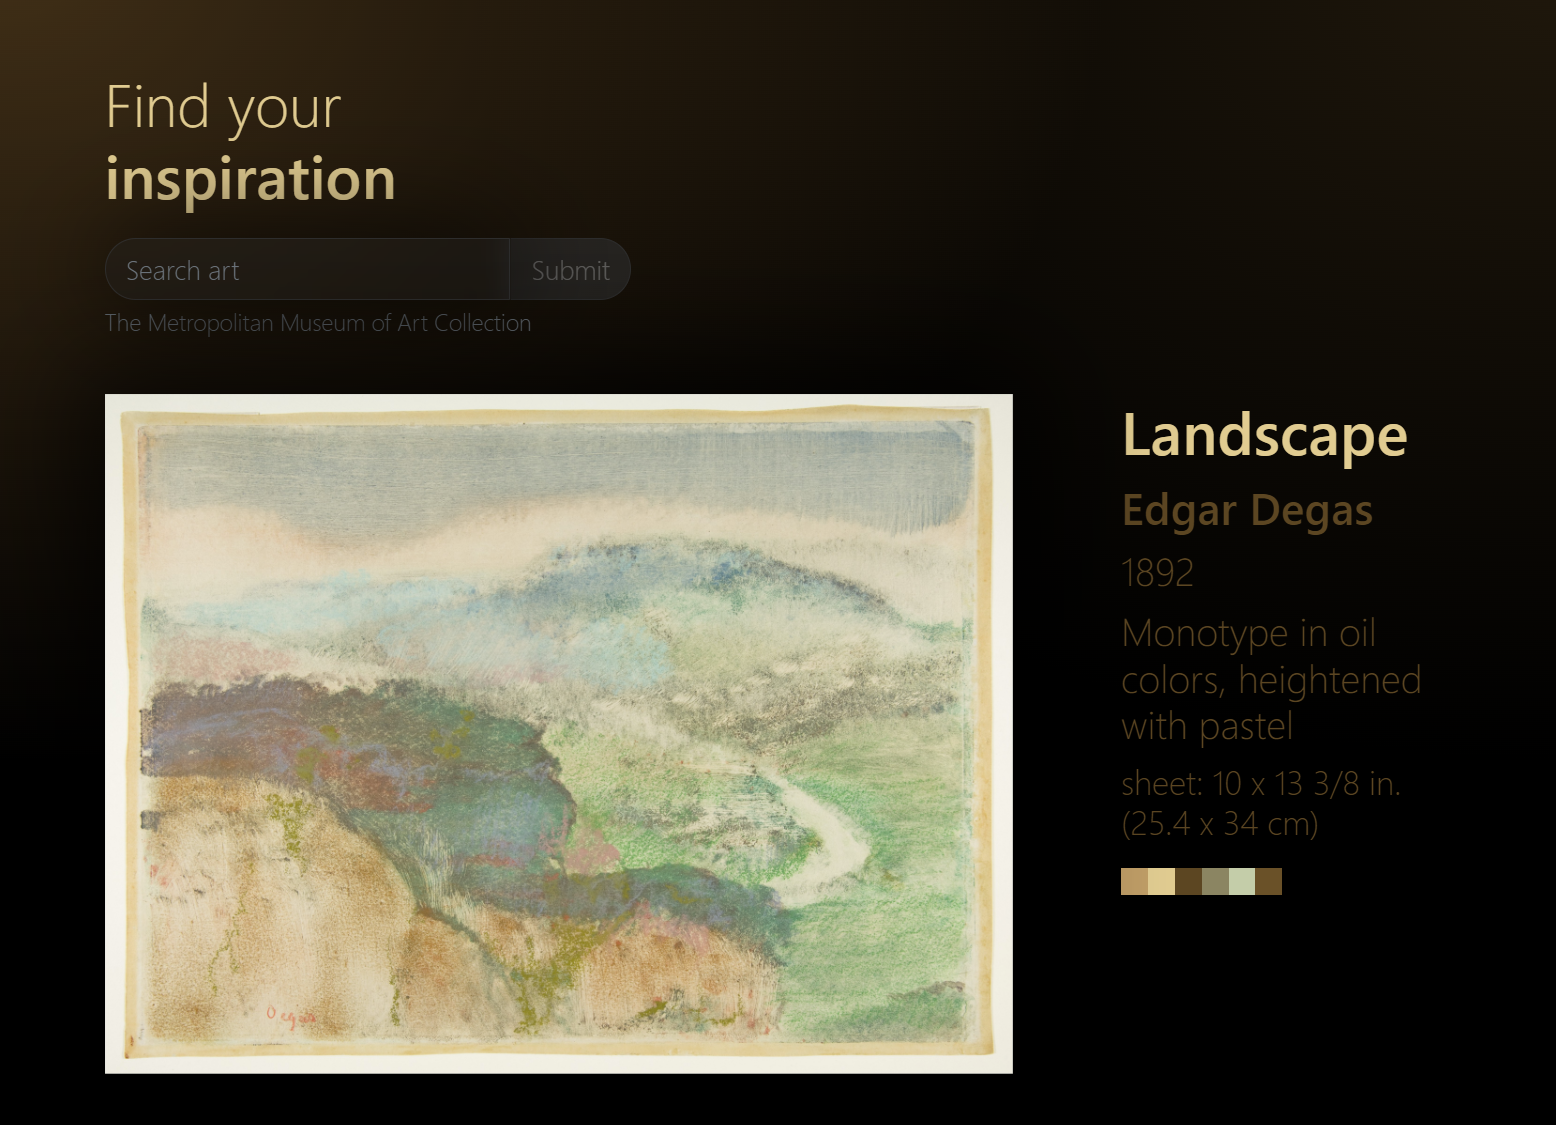 Find your
inspiration
Search art
Submit
The Metropolitan Museum of Art Collection
Landscape
Edgar Degas
1892
Monotype in oil
colors, heightened
with pastel
sheet: 10 x 13 3/8 in.
(25.4 x 34 cm)
Degas